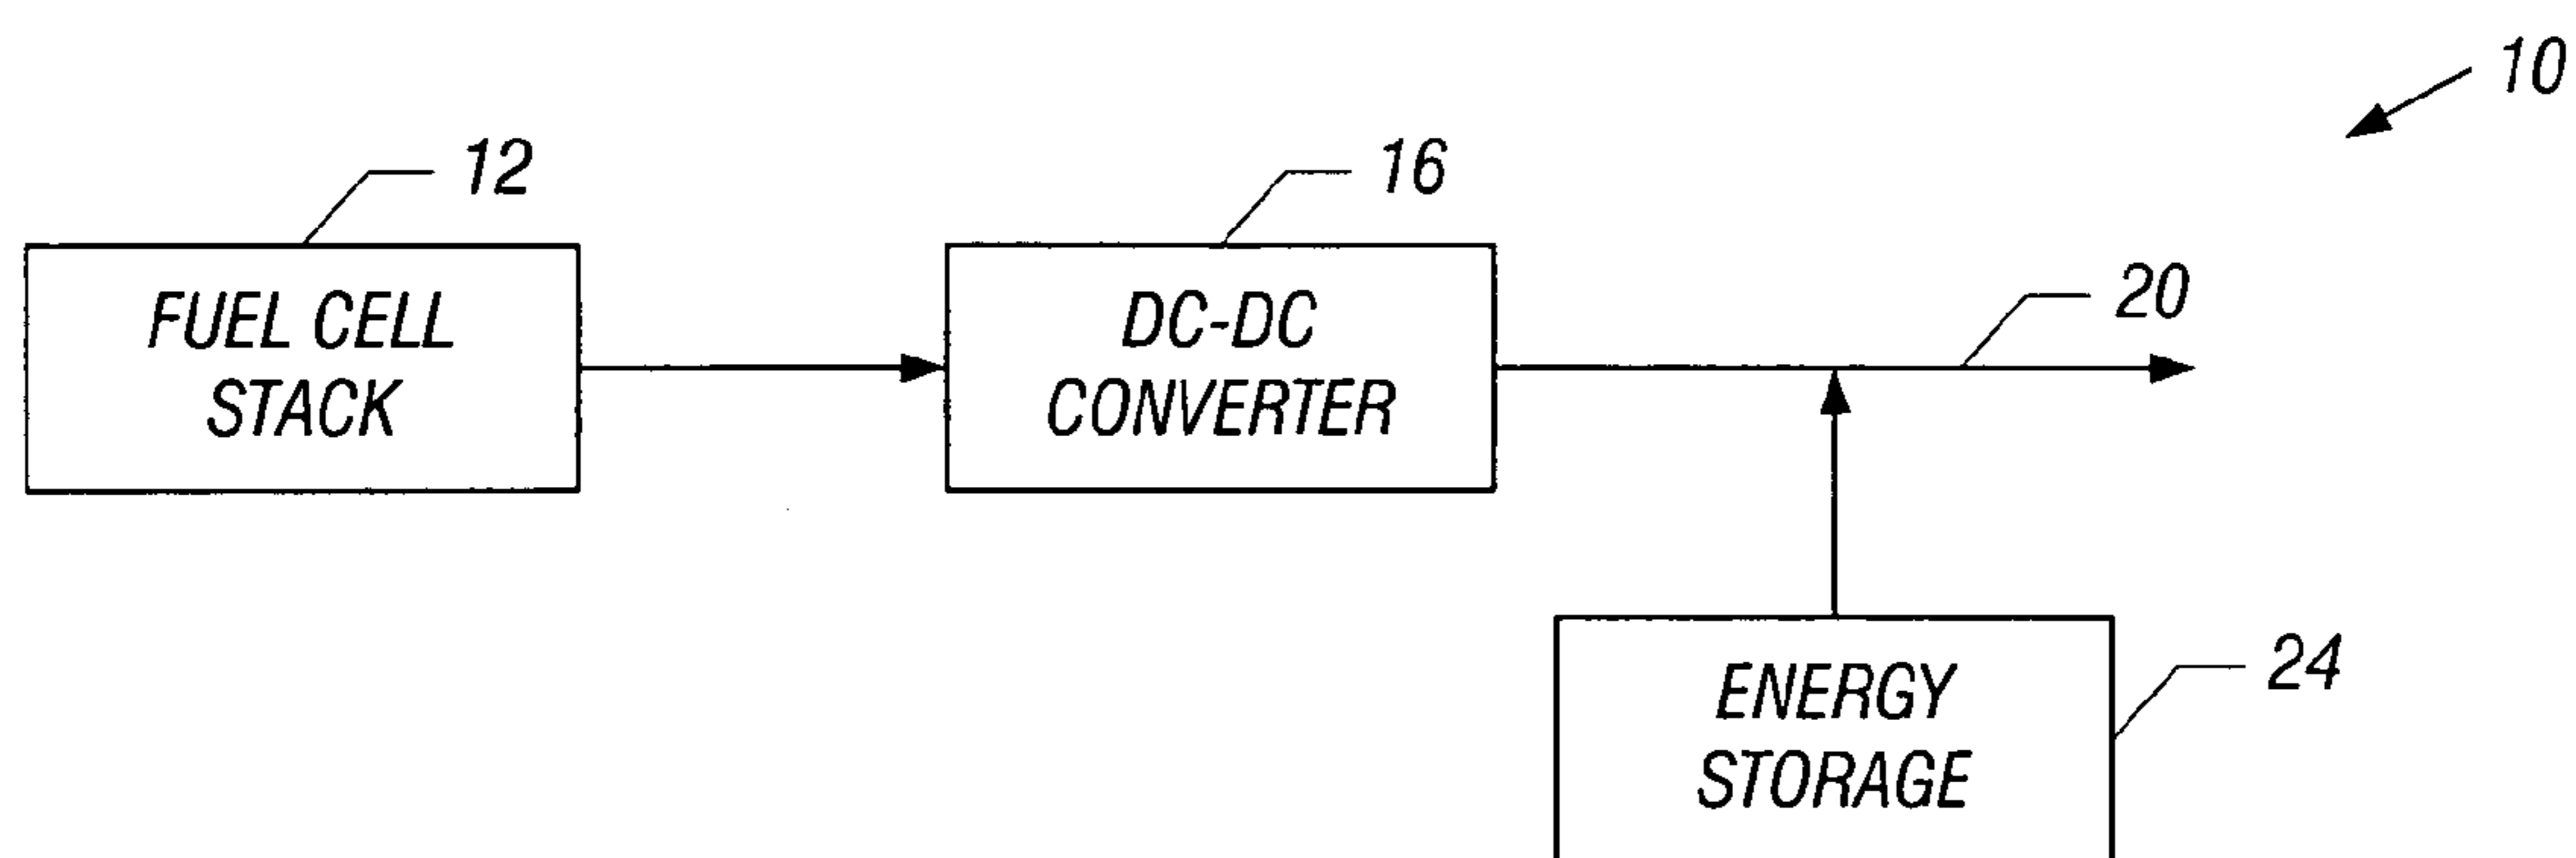 10
12
16
FUEL CELL
STACK
DC-DC
CONVERTER
20
ENERGY
STORAGE
24